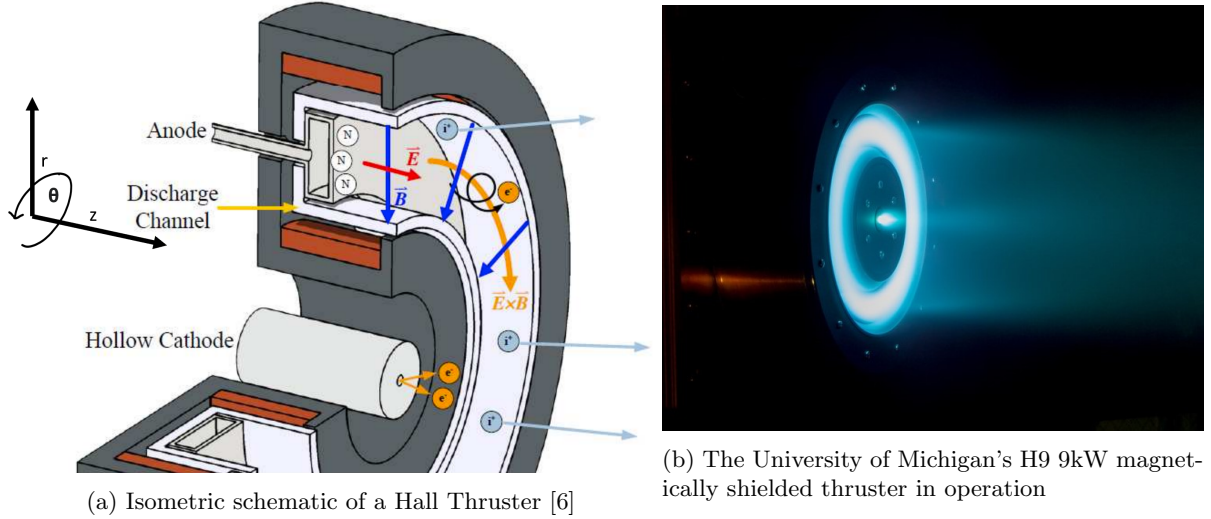 Anode
N
N
N
E
B
i⁺
e⁻
r
θ
z
Discharge
Channel
E×B
Hollow Cathode
i⁺
e⁻
e⁻
i⁺
(a) Isometric schematic of a Hall Thruster [6]
(b) The University of Michigan's H9 9kW magnet-
ically shielded thruster in operation